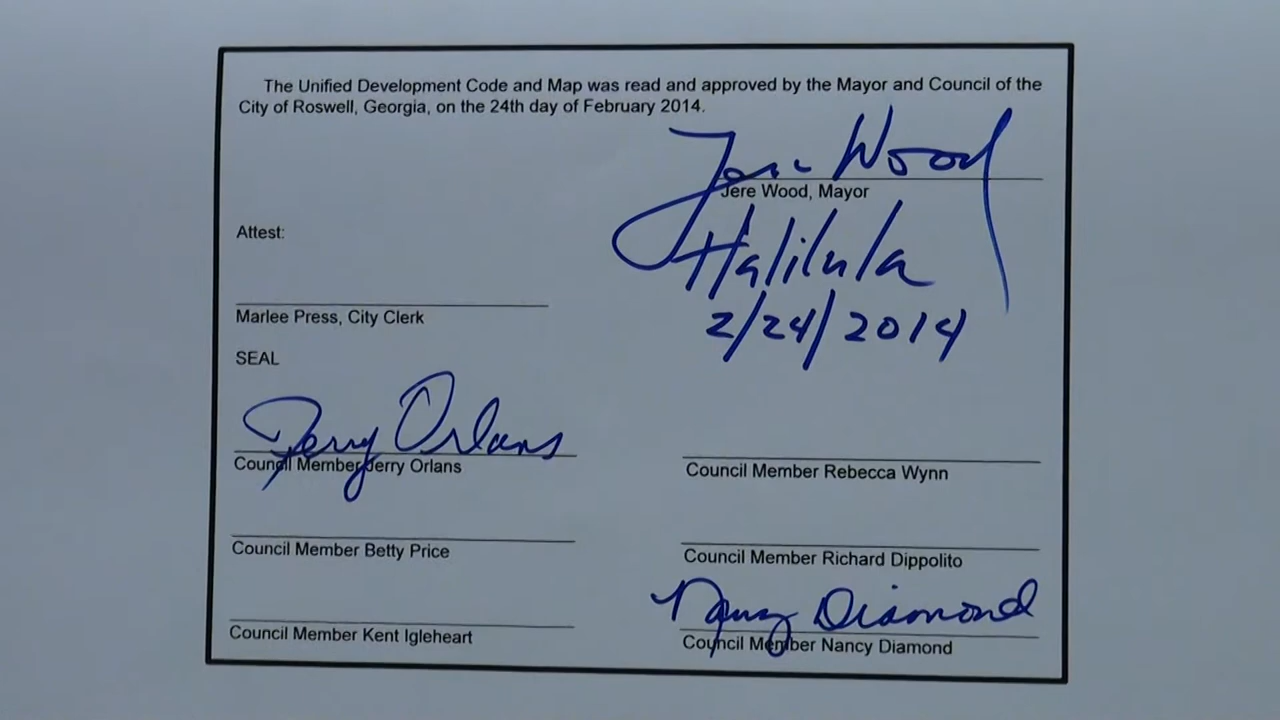 The Unified Development Code and Map was read and approved by the Mayor and Council of the
City of Roswell, Georgia, on the 24th day of February 2014.
Jere Wood
Jere Wood, Mayor
Halilula
2/24/2014
Attest:
Marlee Press, City Clerk
SEAL
Jerry Orlans
Council Member Jerry Orlans
Council Member Rebecca Wynn
Council Member Betty Price
Council Member Richard Dippolito
Nancy Diamond
Council Member Kent Igleheart
Council Member Nancy Diamond